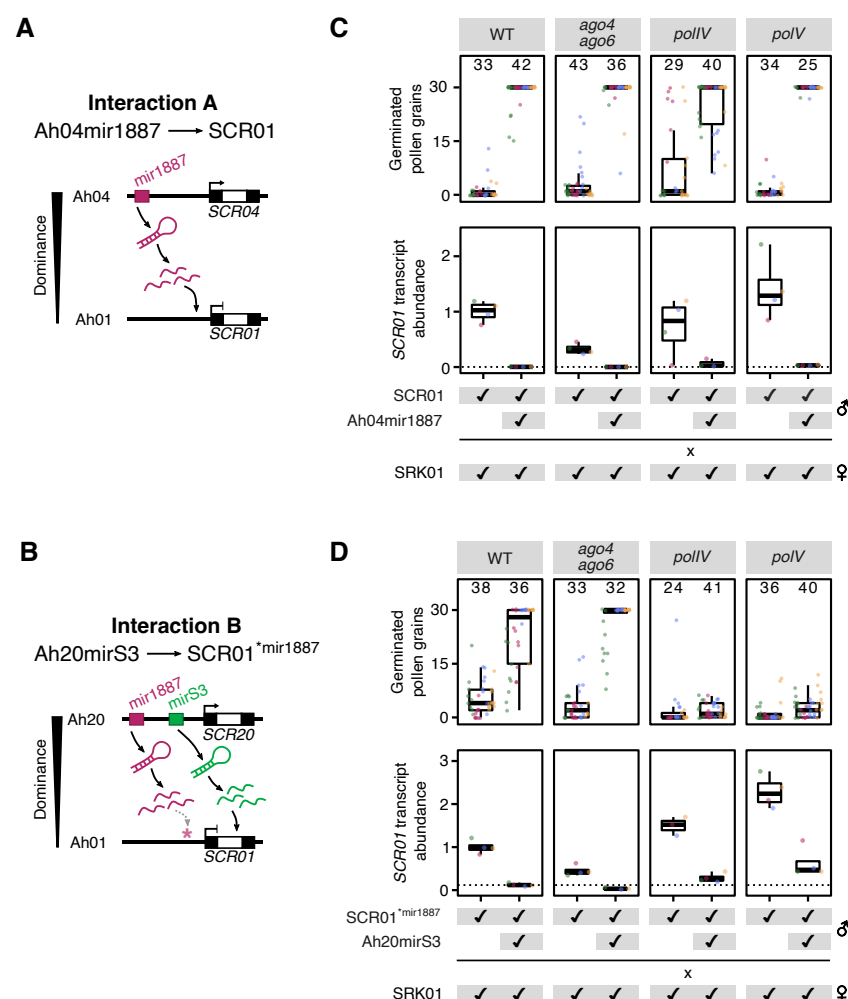 A
Interaction A
Ah04mir1887 → SCR01
mir1887
Ah04
SCR04
Dominance
Ah01
SCR01
C
WT
ago4
ago6
polIV
polV
33 42 43 36 29 40 34 25
Germinated
pollen grains
30
15
0
SCR01 transcript
abundance
2
1
0
SCR01 ✓ ✓ ✓ ✓ ✓ ✓ ✓ ✓ ♂
Ah04mir1887 ✓ ✓ ✓ ✓
x
SRK01 ✓ ✓ ✓ ✓ ✓ ✓ ✓ ✓ ♀
B
Interaction B
Ah20mirS3 → SCR01*mir1887
mir1887 mirS3
Ah20
SCR20
Dominance
*
Ah01
SCR01
D
WT
ago4
ago6
polIV
polV
38 36 33 32 24 41 36 40
Germinated
pollen grains
30
15
0
SCR01 transcript
abundance
3
2
1
0
SCR01*mir1887 ✓ ✓ ✓ ✓ ✓ ✓ ✓ ✓ ♂
Ah20mirS3 ✓ ✓ ✓ ✓
x
SRK01 ✓ ✓ ✓ ✓ ✓ ✓ ✓ ✓ ♀